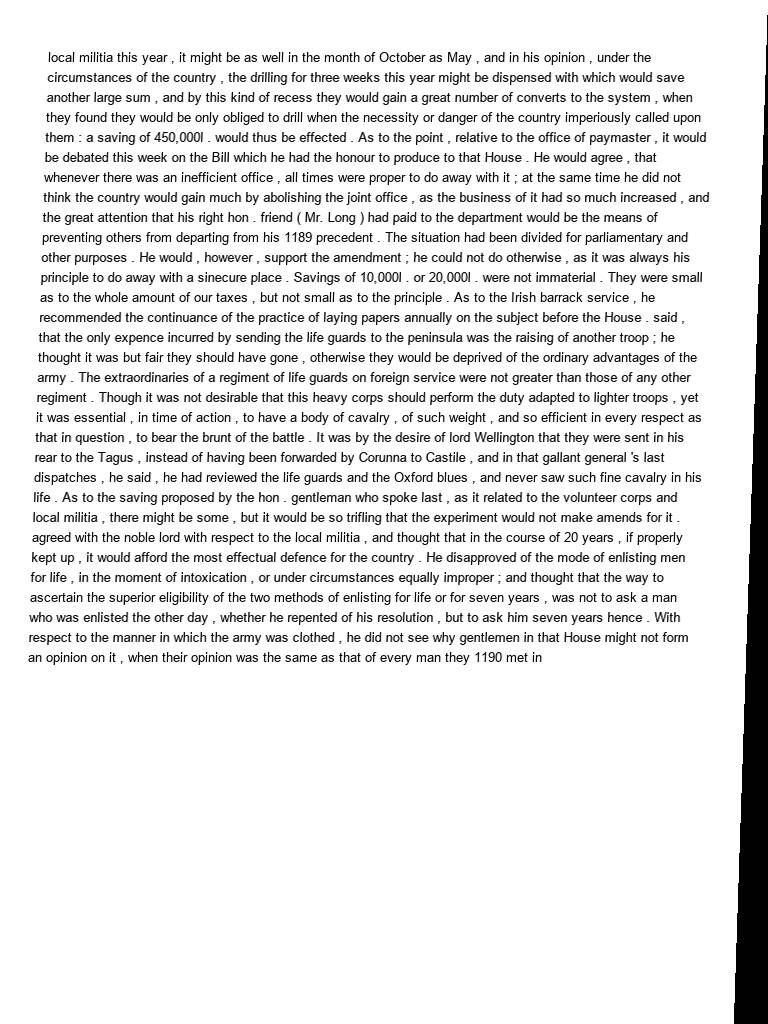 local militia this year , it might be as well in the month of October as May , and in his opinion , under the
circumstances of the country , the drilling for three weeks this year might be dispensed with which would save
another large sum , and by this kind of recess they would gain a great number of converts to the system , when
they found they would be only obliged to drill when the necessity or danger of the country imperiously called upon
them : a saving of 450,000l . would thus be effected . As to the point , relative to the office of paymaster , it would
be debated this week on the Bill which he had the honour to produce to that House . He would agree , that
whenever there was an inefficient office , all times were proper to do away with it ; at the same time he did not
think the country would gain much by abolishing the joint office , as the business of it had so much increased , and
the great attention that his right hon . friend ( Mr. Long ) had paid to the department would be the means of
preventing others from departing from his 1189 precedent . The situation had been divided for parliamentary and
other purposes . He would , however , support the amendment ; he could not do otherwise , as it was always his
principle to do away with a sinecure place . Savings of 10,000l . or 20,000l . were not immaterial . They were small
as to the whole amount of our taxes , but not small as to the principle . As to the Irish barrack service , he
recommended the continuance of the practice of laying papers annually on the subject before the House . said ,
that the only expence incurred by sending the life guards to the peninsula was the raising of another troop ; he
thought it was but fair they should have gone , otherwise they would be deprived of the ordinary advantages of the
army . The extraordinaries of a regiment of life guards on foreign service were not greater than those of any other
regiment . Though it was not desirable that this heavy corps should perform the duty adapted to lighter troops , yet
it was essential , in time of action , to have a body of cavalry , of such weight , and so efficient in every respect as
that in question , to bear the brunt of the battle . It was by the desire of lord Wellington that they were sent in his
rear to the Tagus , instead of having been forwarded by Corunna to Castile , and in that gallant general 's last
dispatches , he said , he had reviewed the life guards and the Oxford blues , and never saw such fine cavalry in his
life . As to the saving proposed by the hon . gentleman who spoke last , as it related to the volunteer corps and
local militia , there might be some , but it would be so trifling that the experiment would not make amends for it .
agreed with the noble lord with respect to the local militia , and thought that in the course of 20 years , if properly
kept up , it would afford the most effectual defence for the country . He disapproved of the mode of enlisting men
for life , in the moment of intoxication , or under circumstances equally improper ; and thought that the way to
ascertain the superior eligibility of the two methods of enlisting for life or for seven years , was not to ask a man
who was enlisted the other day , whether he repented of his resolution , but to ask him seven years hence . With
respect to the manner in which the army was clothed , he did not see why gentlemen in that House might not form
an opinion on it , when their opinion was the same as that of every man they 1190 met in